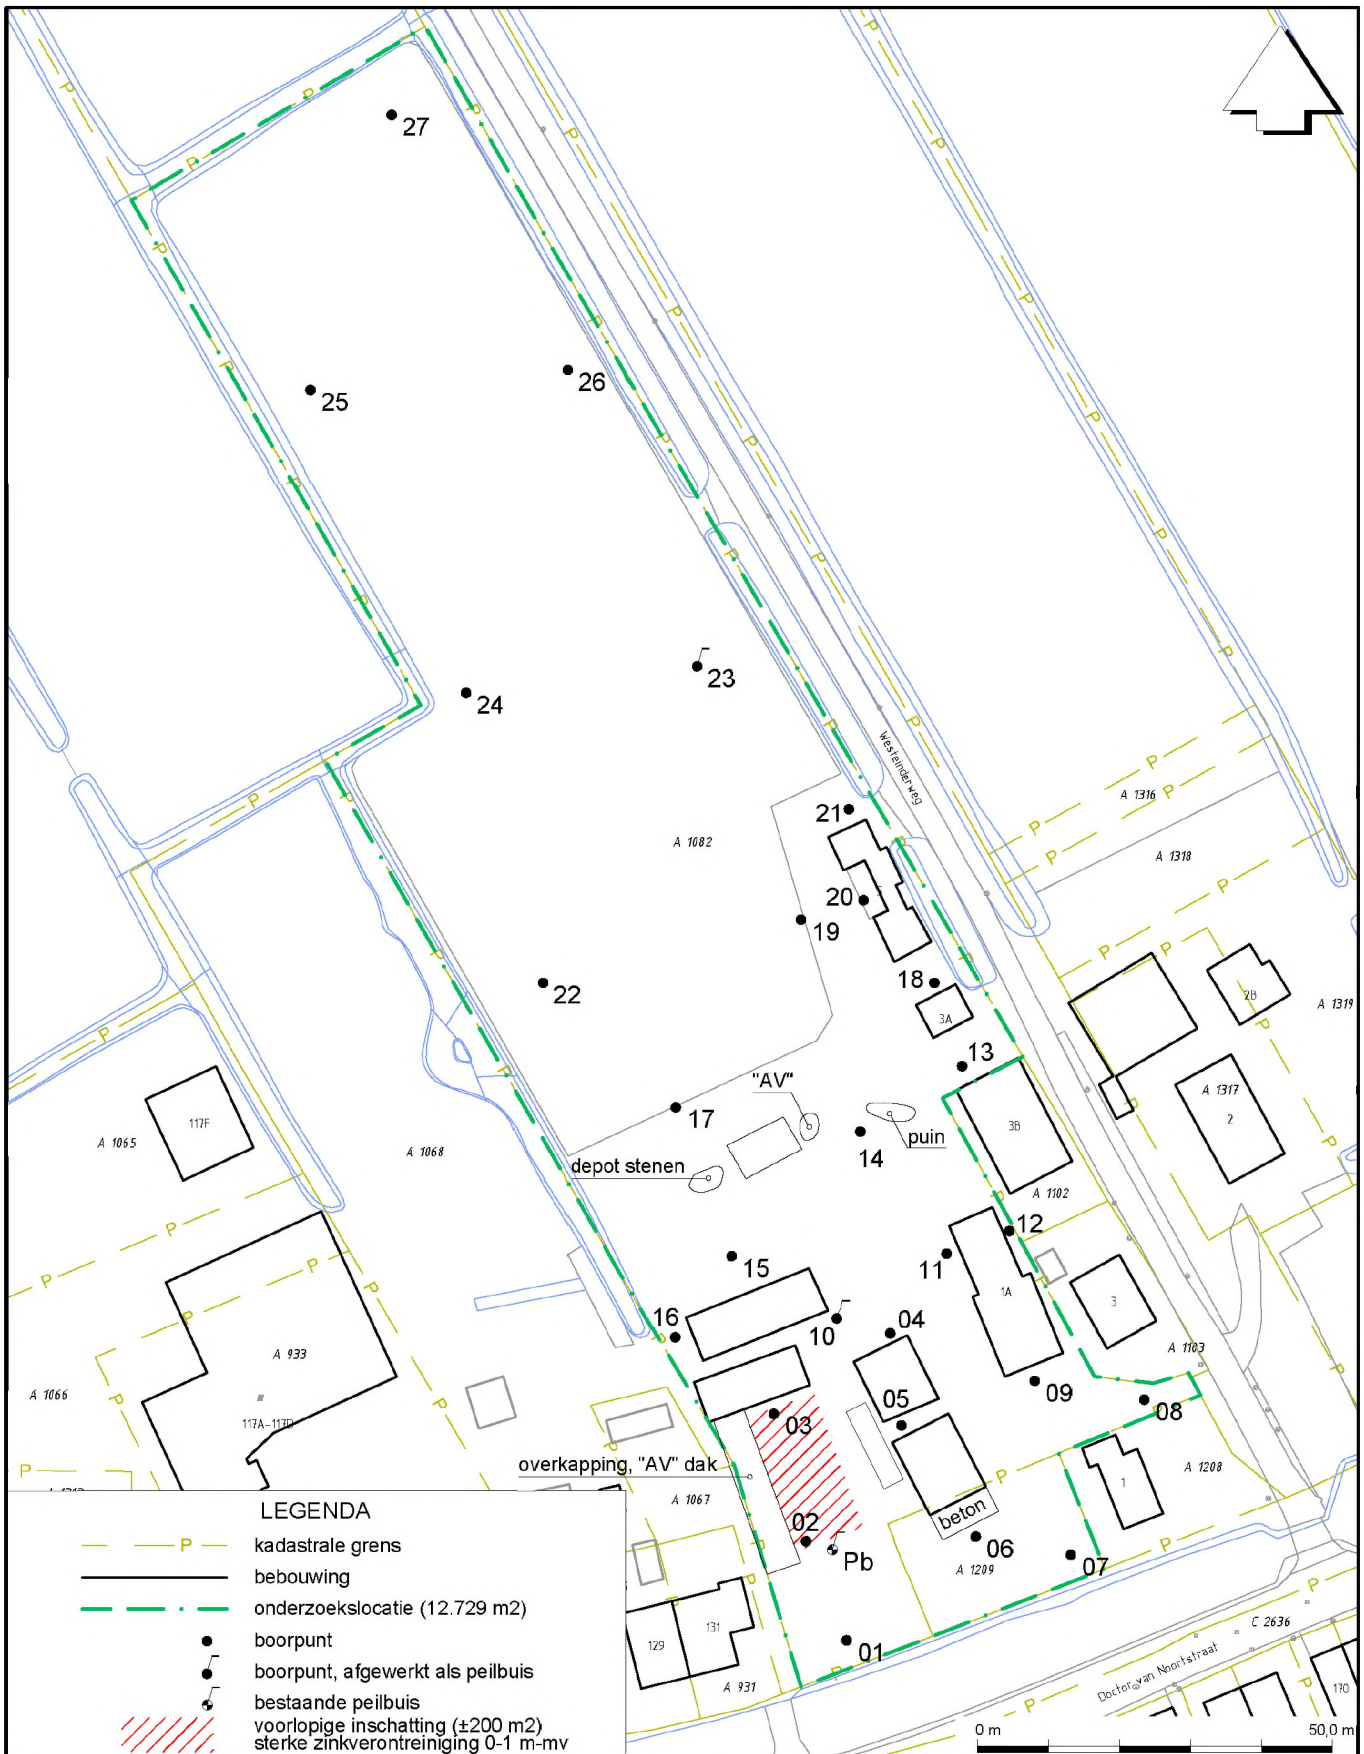 27
26
25
23
24
Westeinderweg
A 1316
21
A 1082
A 1318
20
19
22
18
3A
2B
A 1319
13
"AV"
A 1317
117F
17
3B
2
A 1065
puin
A 1068
14
depot stenen
A 1102
12
15
11
1A
3
10
04
16
A 933
A 1103
A 1066
09
05
08
03
117A-117D
overkapping, "AV" dak
A 1208
1
A 1067
beton
02
06
Pb
07
A 1209
131
129
01
C 2636
A 931
Doctor van Noortstraat
170
LEGENDA
P kadastrale grens
bebouwing
onderzoekslocatie (12.729 m2)
boorpunt
boorpunt, afgewerkt als peilbuis
bestaande peilbuis
voorlopige inschatting (±200 m2)
sterke zinkverontreiniging 0-1 m-mv
0 m 50,0 m